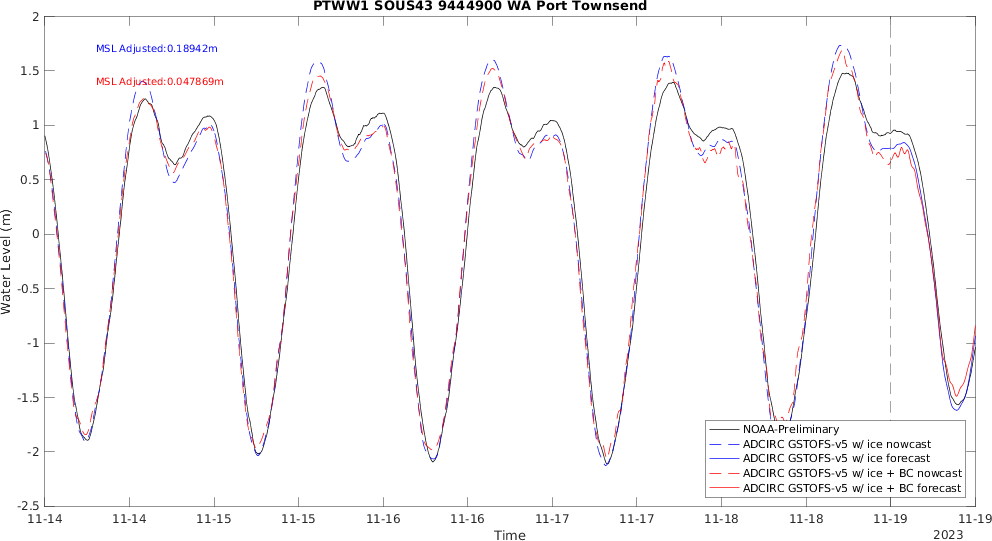 PTWW1 SOUS43 9444900 WA Port Townsend
MSL Adjusted:0.18942m
MSL Adjusted:0.047869m
Water Level (m)
2
1.5
1
0.5
0
-0.5
-1
-1.5
-2
-2.5
NOAA-Preliminary
ADCIRC GSTOFS-v5 w/ ice nowcast
ADCIRC GSTOFS-v5 w/ ice forecast
ADCIRC GSTOFS-v5 w/ ice + BC nowcast
ADCIRC GSTOFS-v5 w/ ice + BC forecast
11-14 11-14 11-15 11-15 11-16 11-16 11-17 11-17 11-18 11-18 11-19 11-19
Time
2023